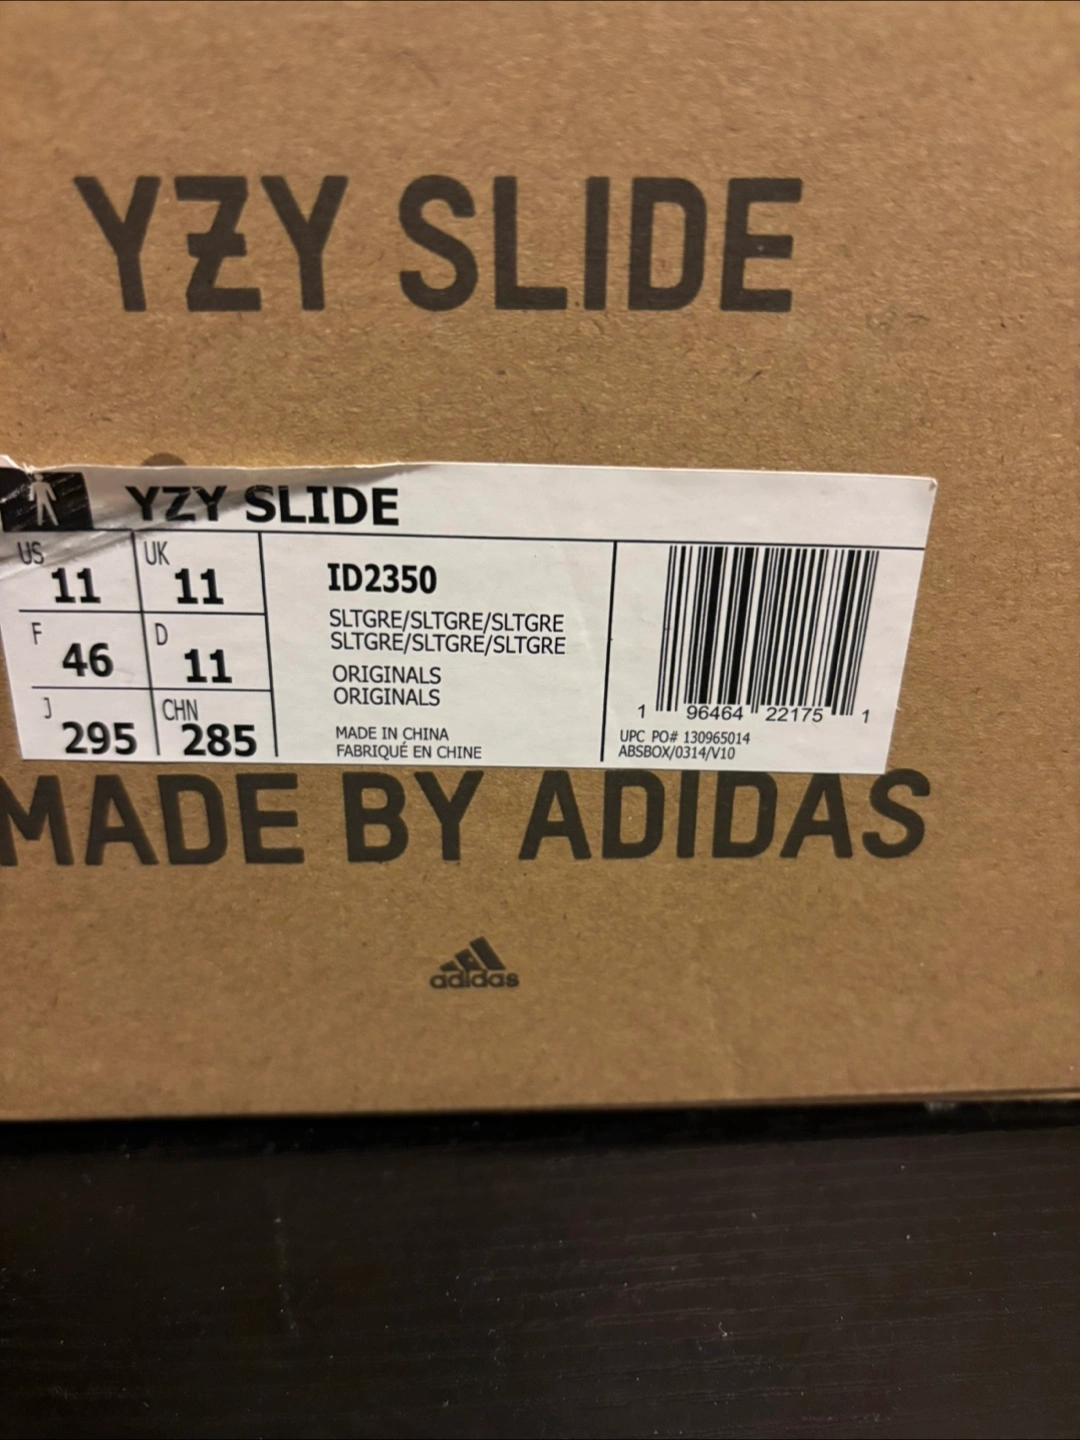 YZY SLIDE
YZY SLIDE
US 11 UK 11
F 46 D 11
J 295 CHN 285
ID2350
SLTGRE/SLTGRE/SLTGRE
SLTGRE/SLTGRE/SLTGRE
ORIGINALS
ORIGINALS
MADE IN CHINA
FABRIQUÉ EN CHINE
1 96464 22175 1
UPC PO# 130965014
ABSBOX/0314/V10
MADE BY ADIDAS
adidas